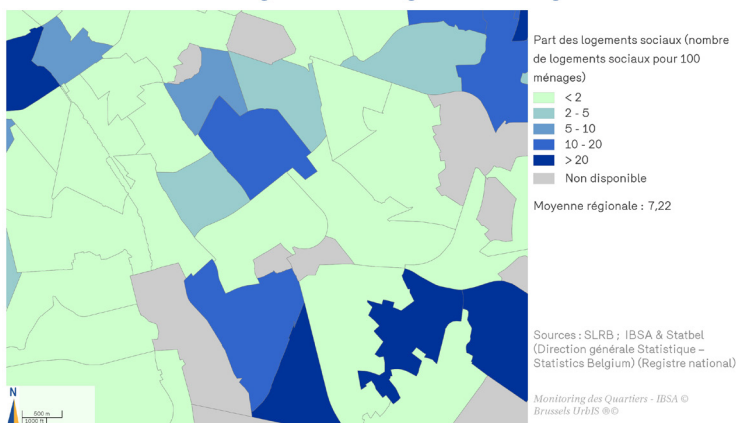 Part des logements sociaux (nombre
de logements sociaux pour 100
ménages)
< 2
2 - 5
5 - 10
10 - 20
> 20
Non disponible
Moyenne régionale : 7,22
Sources : SLRB ; IBSA & Statbel
(Direction générale Statistique –
Statistics Belgium) (Registre national)
Monitoring des Quartiers - IBSA ©
Brussels UrbIS ®©
N
500 m
1000 ft